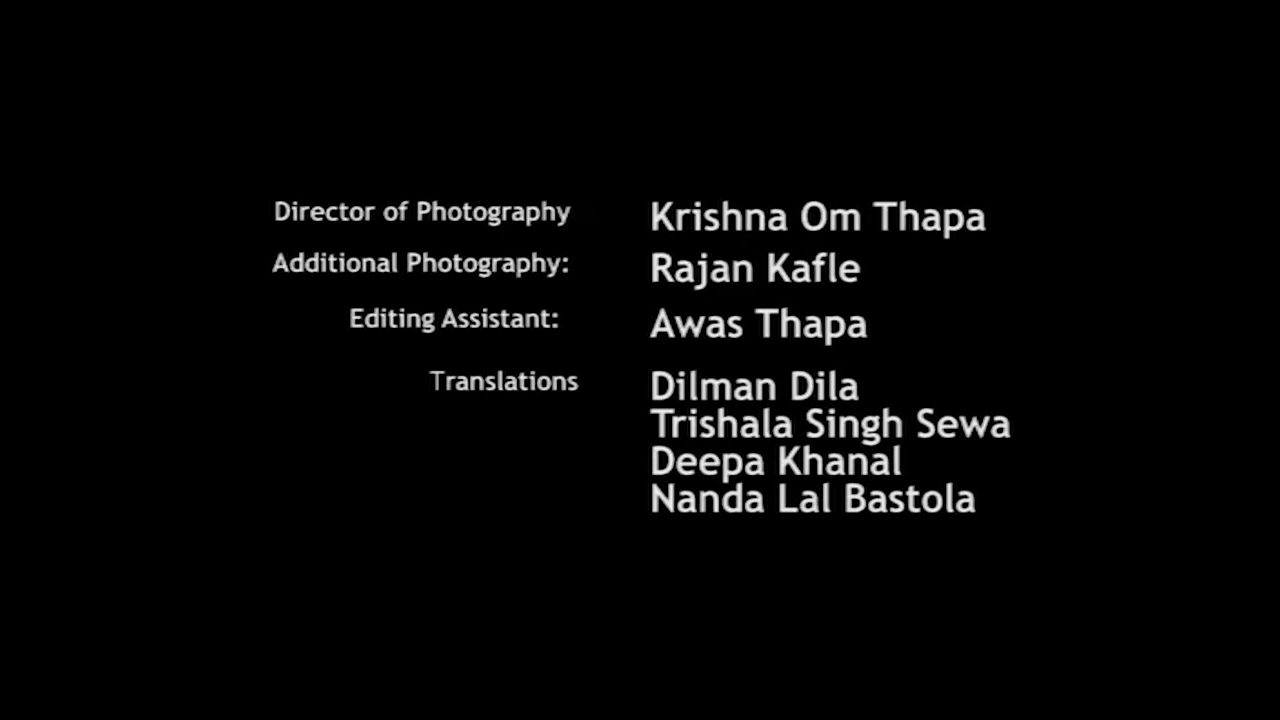 Director of Photography Krishna Om Thapa
Additional Photography: Rajan Kafle
Editing Assistant: Awas Thapa
Translations Dilman Dila
Trishala Singh Sewa
Deepa Khanal
Nanda Lal Bastola